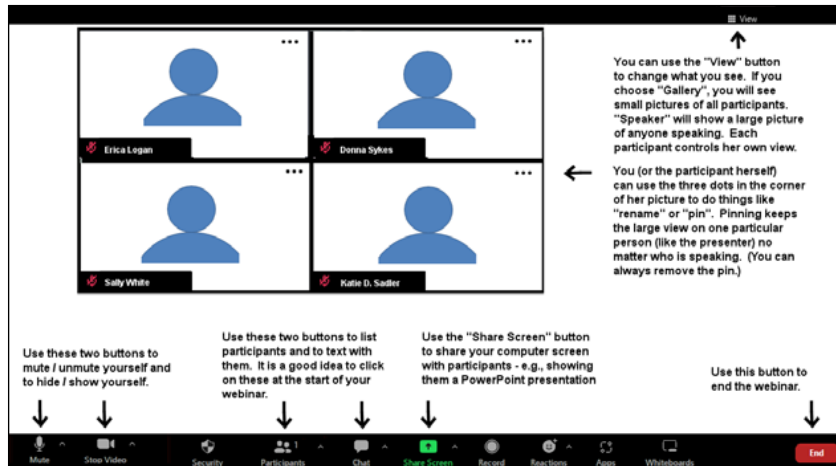 View
You can use the "View" button
to change what you see. If you
choose "Gallery", you will see
small pictures of all participants.
"Speaker" will show a large picture
of anyone speaking. Each
participant controls her own view.
Erica Logan
Donna Sykes
You (or the participant herself)
can use the three dots in the corner
of her picture to do things like
"rename" or "pin". Pinning keeps
the large view on one particular
person (like the presenter) no
matter who is speaking. (You can
always remove the pin.)
Sally White
Katie D. Sadler
Use these two buttons to
mute / unmute yourself and
to hide / show yourself.
Use these two buttons to list
participants and to text with
them. It is a good idea to click
on these at the start of your
webinar.
Use the "Share Screen" button
to share your computer screen
with participants - e.g., showing
them a PowerPoint presentation
Use this button to
end the webinar.
Mute
Stop Video
Security
Participants
1
Chat
Share Screen
Record
Reactions
Apps
Whiteboards
End